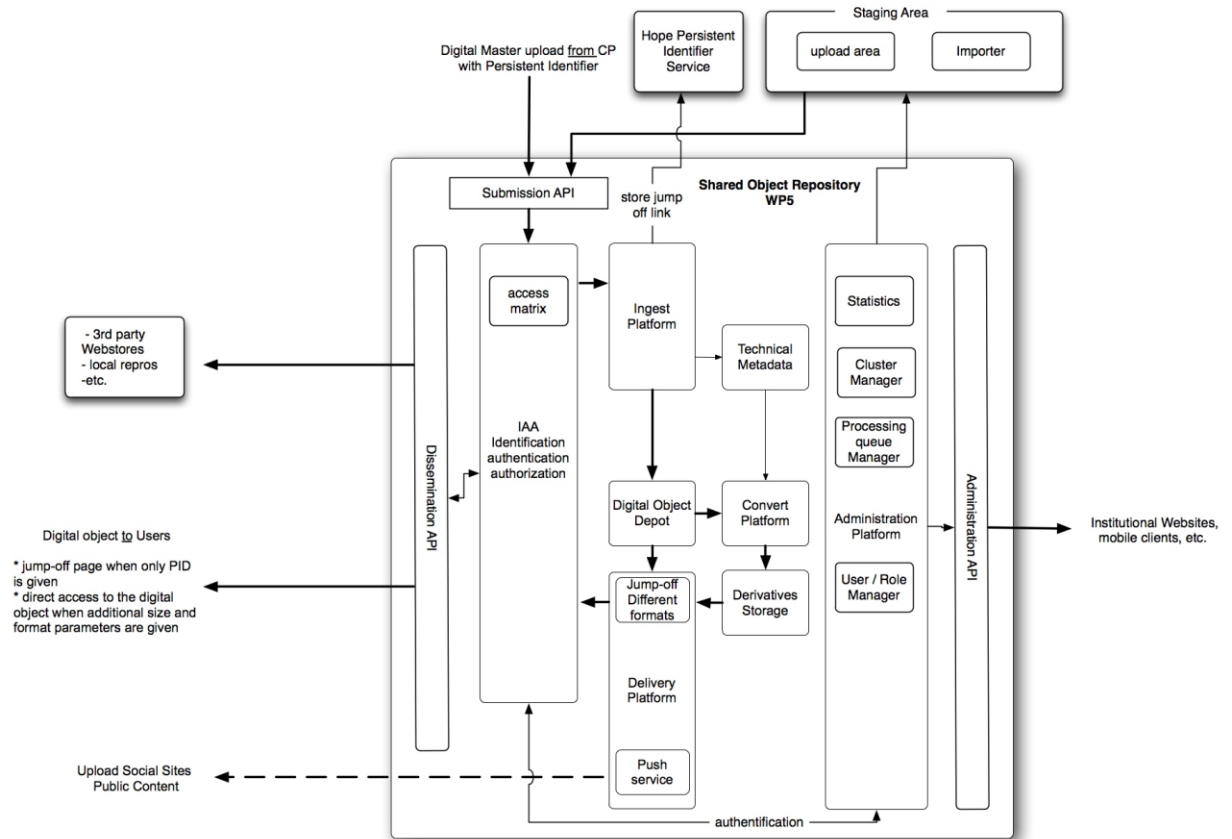 Staging Area
upload area
Importer
Hope Persistent
Identifier
Service
Digital Master upload from CP
with Persistent Identifier
Shared Object Repository
WP5
Submission API
store jump
off link
access
matrix
Ingest
Platform
Statistics
- 3rd party
Webstores
- local repros
-etc.
Technical
Metadata
Cluster
Manager
Processing
queue
Manager
IAA
Identification
authentication
authorization
Dissemination API
Digital Object
Depot
Convert
Platform
Administration
Platform
Administration API
Institutional Websites,
mobile clients, etc.
Digital object to Users
* jump-off page when only PID
is given
* direct access to the digital
object when additional size and
format parameters are given
Jump-off
Different
formats
Derivatives
Storage
User / Role
Manager
Delivery
Platform
Push
service
Upload Social Sites
Public Content
authentification